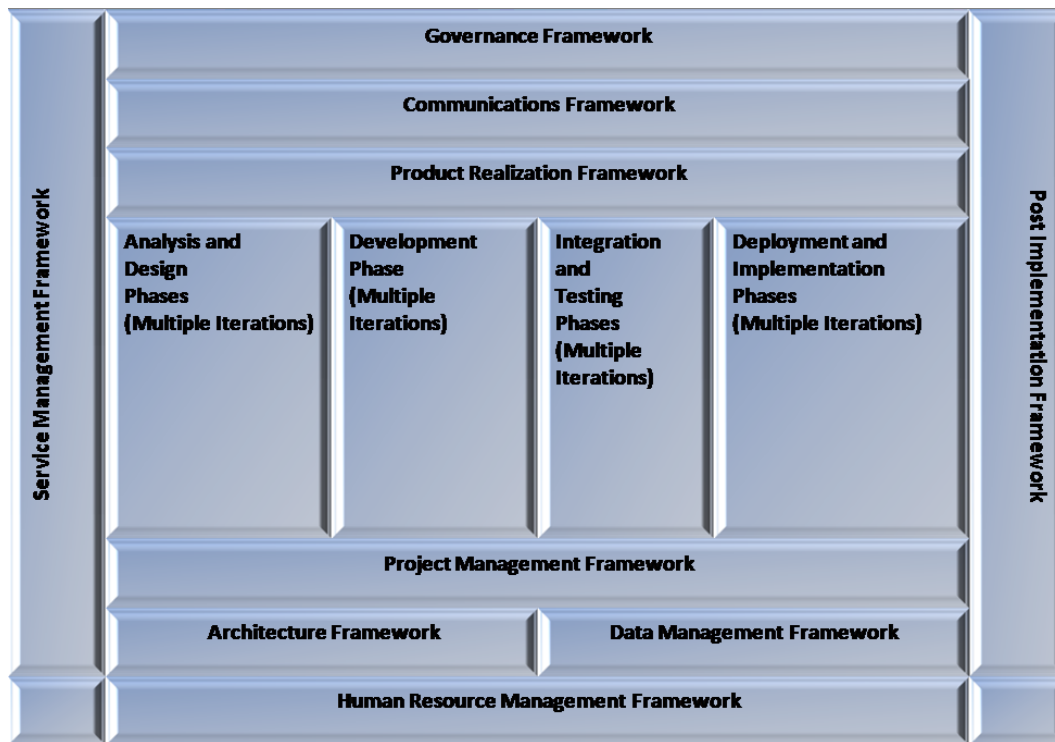 Governance Framework
Communications Framework
Product Realization Framework
Service Management Framework
Analysis and
Design
Phases
(Multiple Iterations)
Development
Phase
(Multiple
Iterations)
Integration
and
Testing
Phases
(Multiple
Iterations)
Deployment and
Implementation
Phases
(Multiple Iterations)
Post Implementation Framework
Project Management Framework
Architecture Framework
Data Management Framework
Human Resource Management Framework